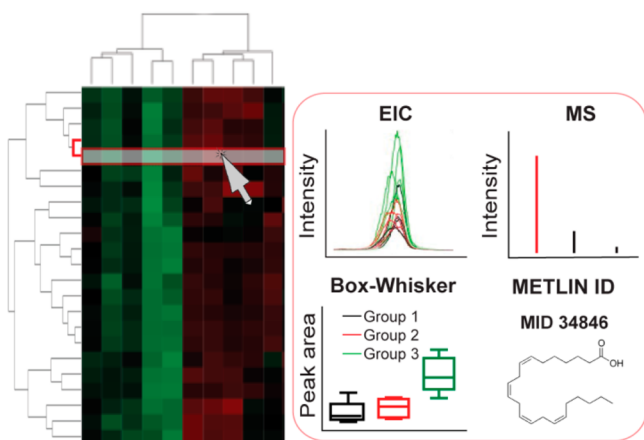 EIC
MS
Intensity
Intensity
Box-Whisker
METLIN ID
Peak area
Group 1
Group 2
Group 3
MID 34846
O
OH